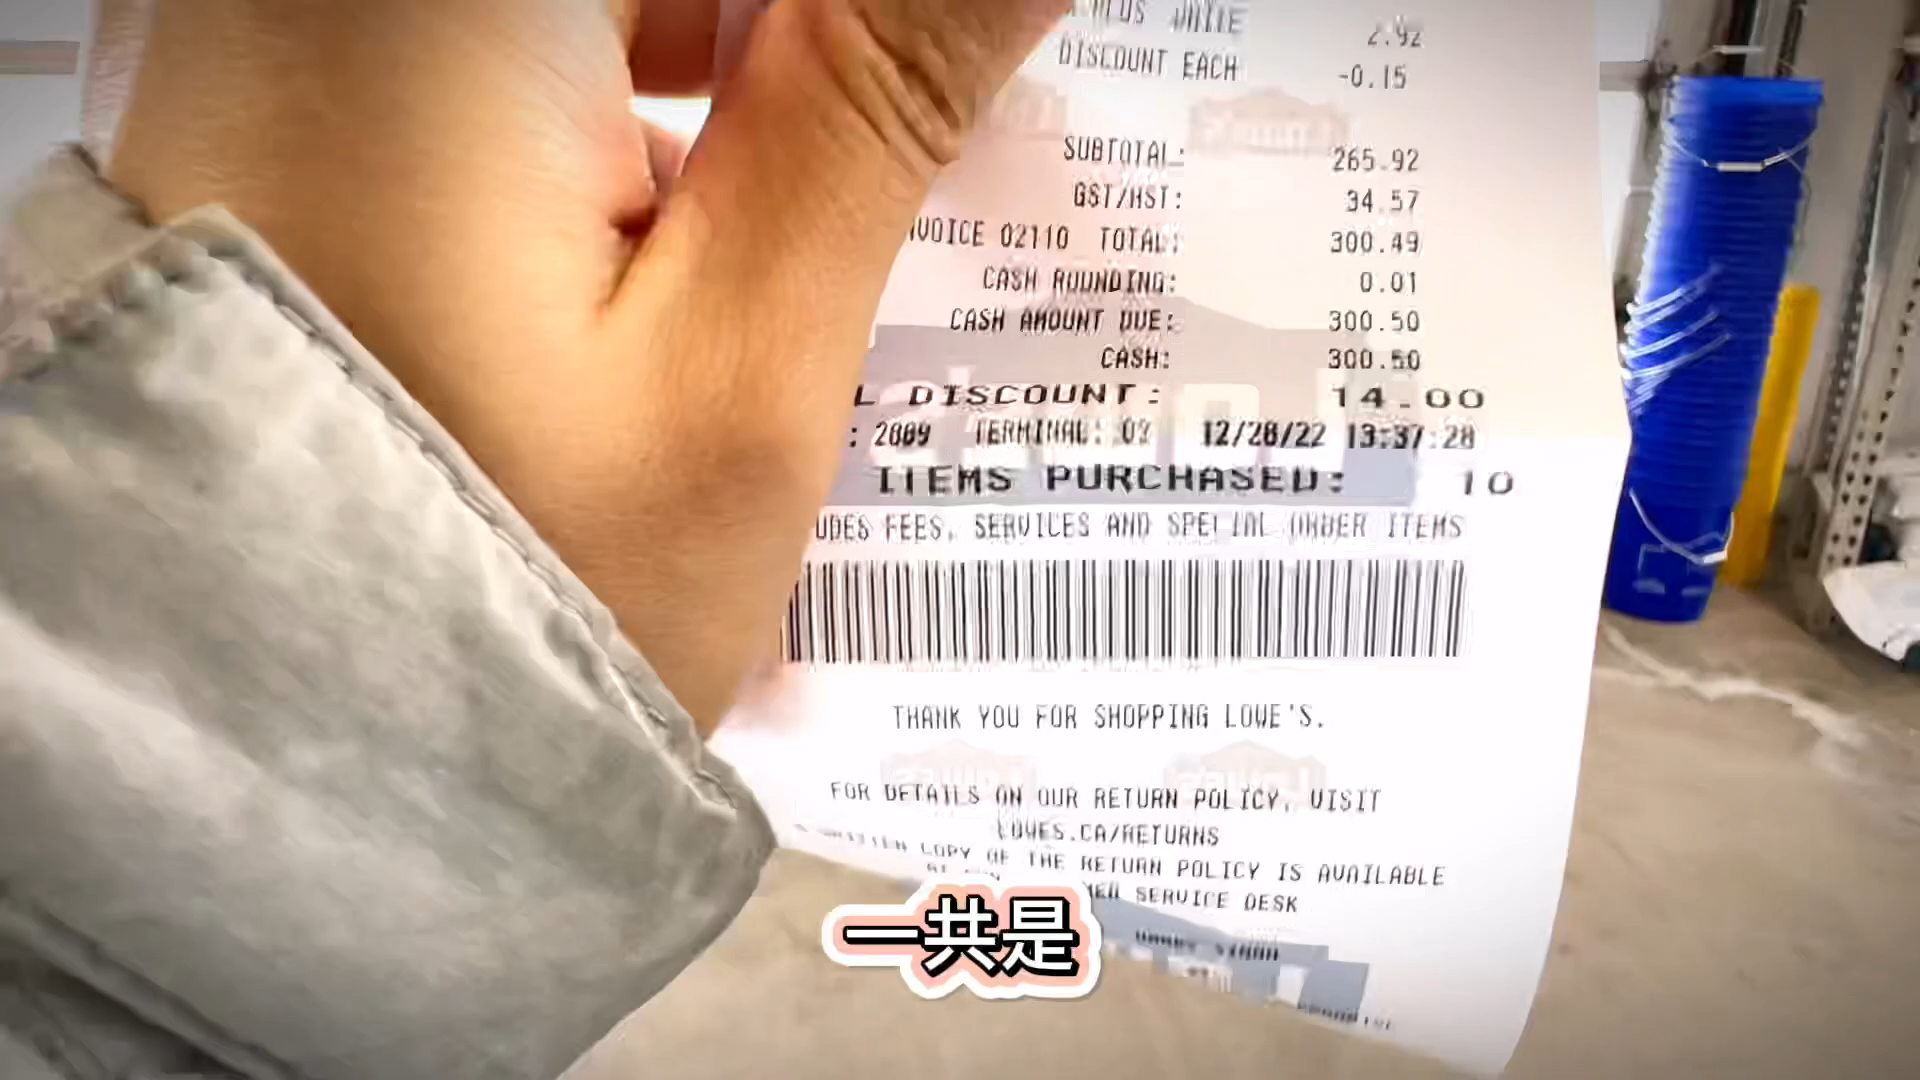 2.92
DISCOUNT EACH -0.15
SUBTOTAL: 265.92
GST/HST: 34.57
TOTAL: 300.49
02110
CASH ROUNDING: 0.01
CASH AMOUNT DUE: 300.50
CASH: 300.50
DISCOUNT: 14.00
TERMINAL: 12/28/22 13:37:28
ITEMS PURCHASED: 10
FEES, SERVICES AND SPECIAL ORDER ITEMS
THANK YOU FOR SHOPPING LOWE'S.
FOR DETAILS ON OUR RETURN POLICY, VISIT
LOWES.CA/RETURNS
COPY OF THE RETURN POLICY IS AVAILABLE
SERVICE DESK
一共是